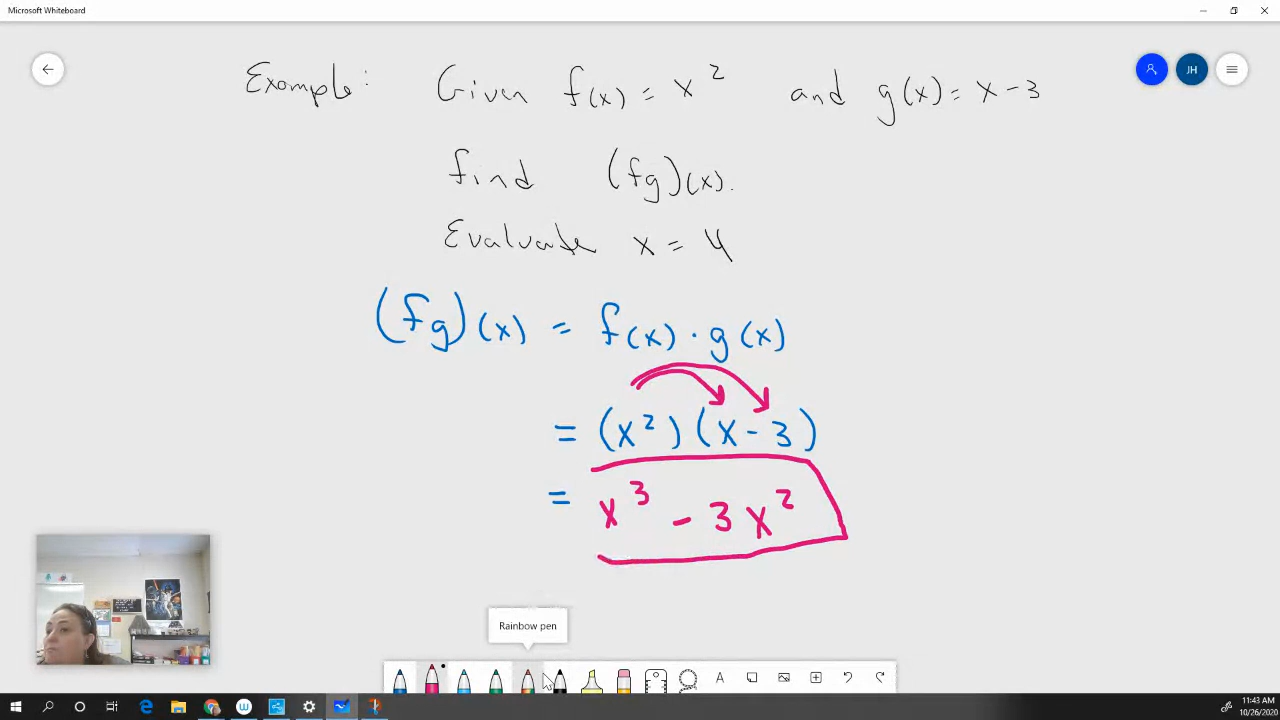 Microsoft Whiteboard
JH
Example: Given f(x) = x² and g(x) = x - 3
find (fg)(x).
Evaluate x = 4
(fg)(x) = f(x) · g(x)
= (x²)(x - 3)
= x³ - 3x²
Rainbow pen
A
11:43 AM
10/26/2020